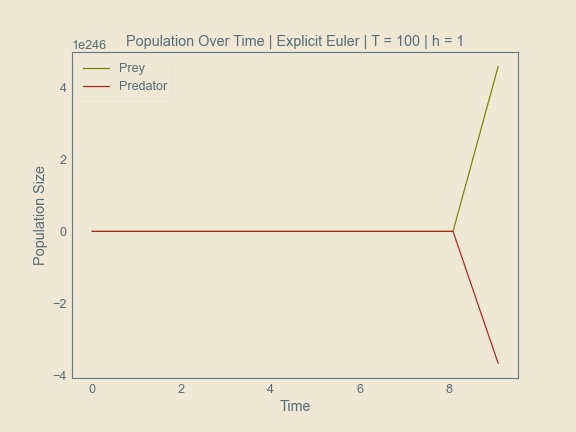 Population Over Time | Explicit Euler | T = 100 | h = 1
1e246
Prey
Predator
4
2
0
−2
−4
Population Size
0 2 4 6 8
Time